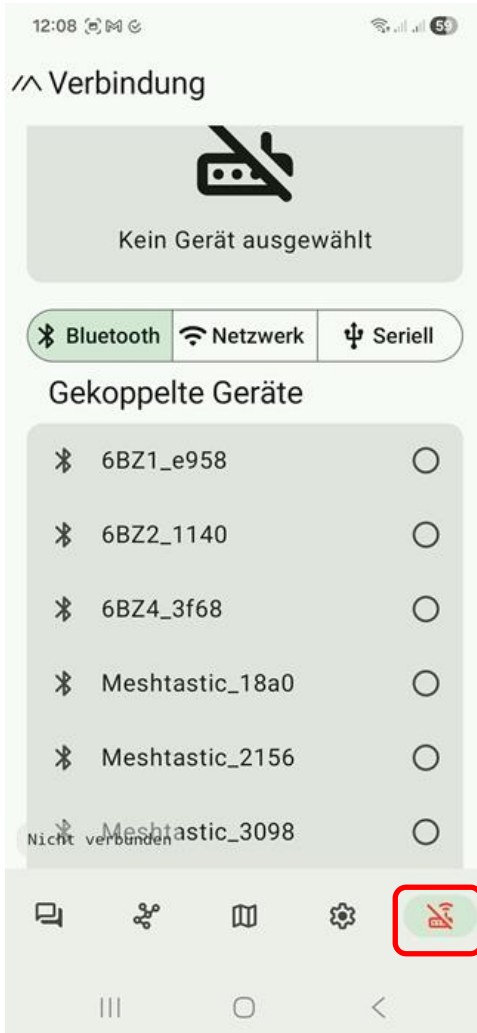 12:08
59
Verbindung
Kein Gerät ausgewählt
Bluetooth Netzwerk Seriell
Gekoppelte Geräte
6BZ1_e958
6BZ2_1140
6BZ4_3f68
Meshtastic_18a0
Meshtastic_2156
Meshtastic_3098
Nicht verbunden